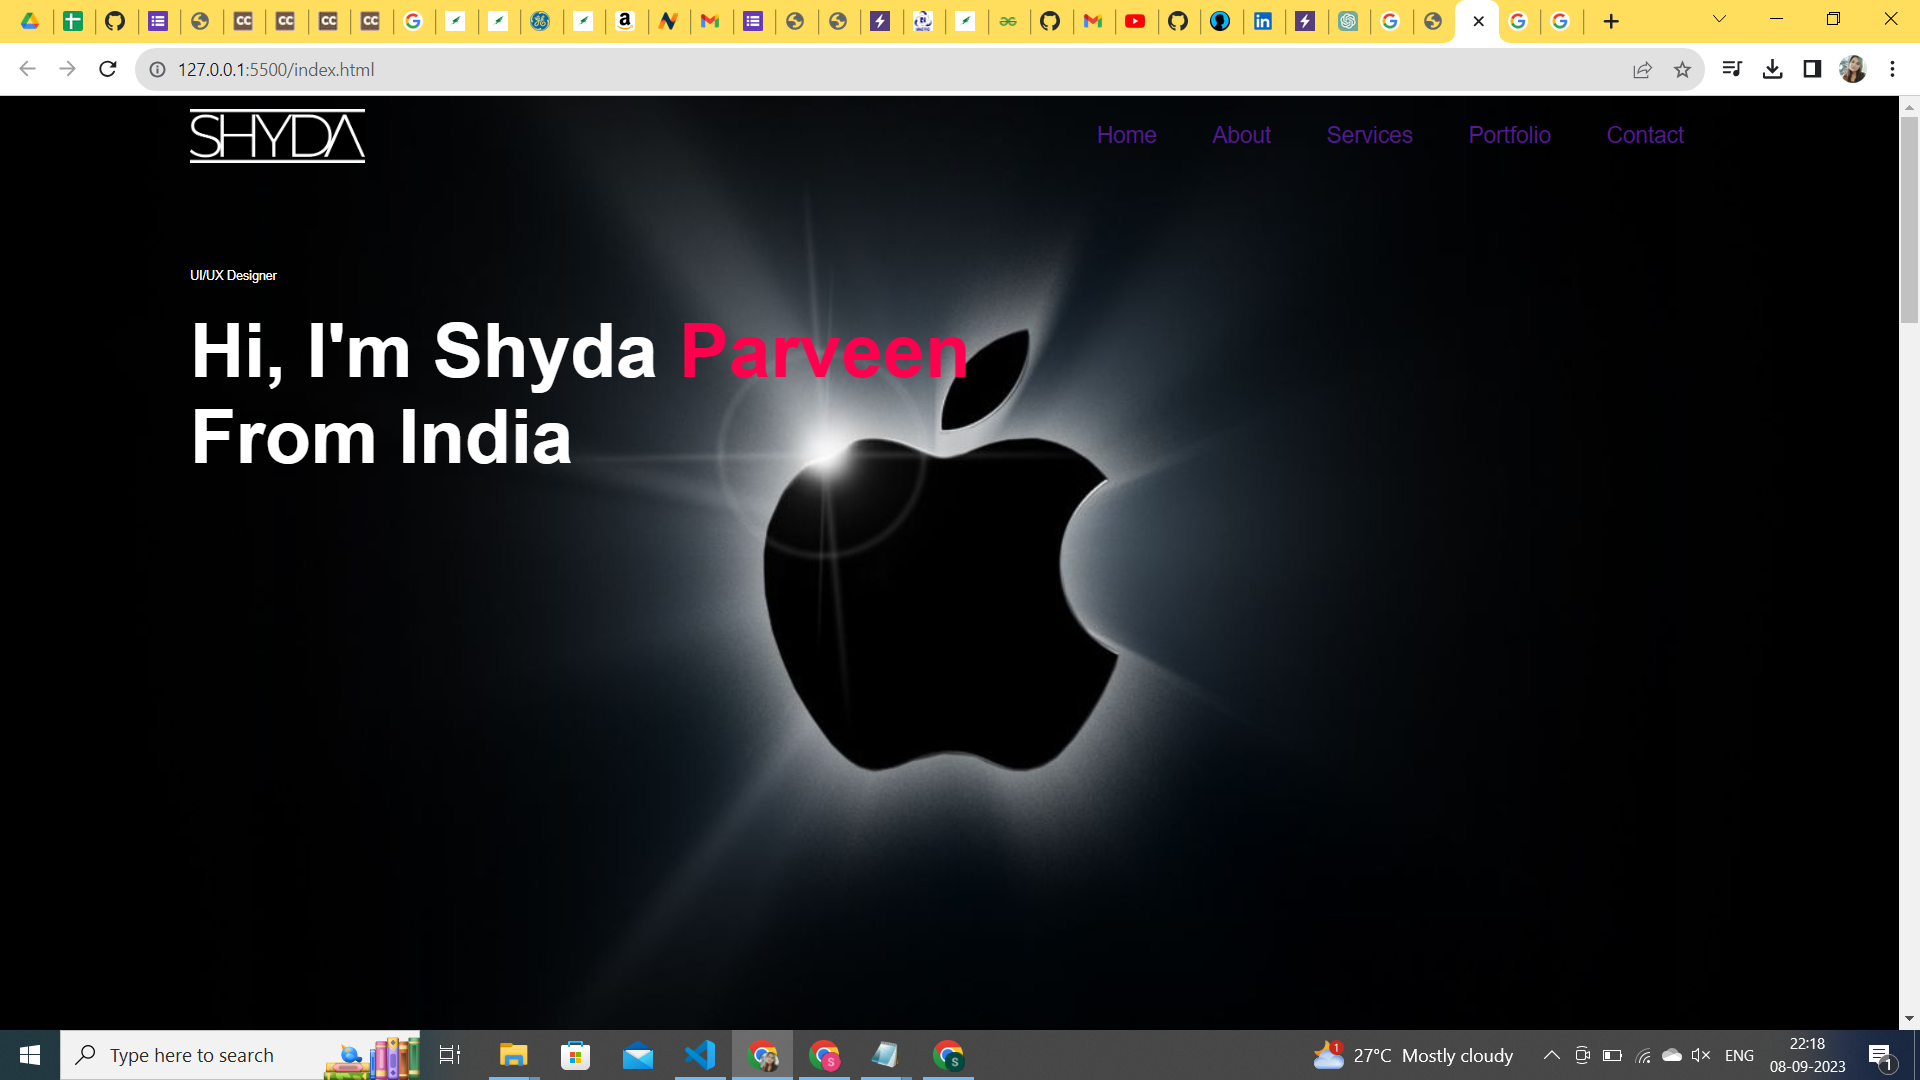 127.0.0.1:5500/index.html
SHYDA
Home About Services Portfolio Contact
UI/UX Designer
Hi, I'm Shyda Parveen
From India
Type here to search
27°C Mostly cloudy
ENG
22:18
08-09-2023